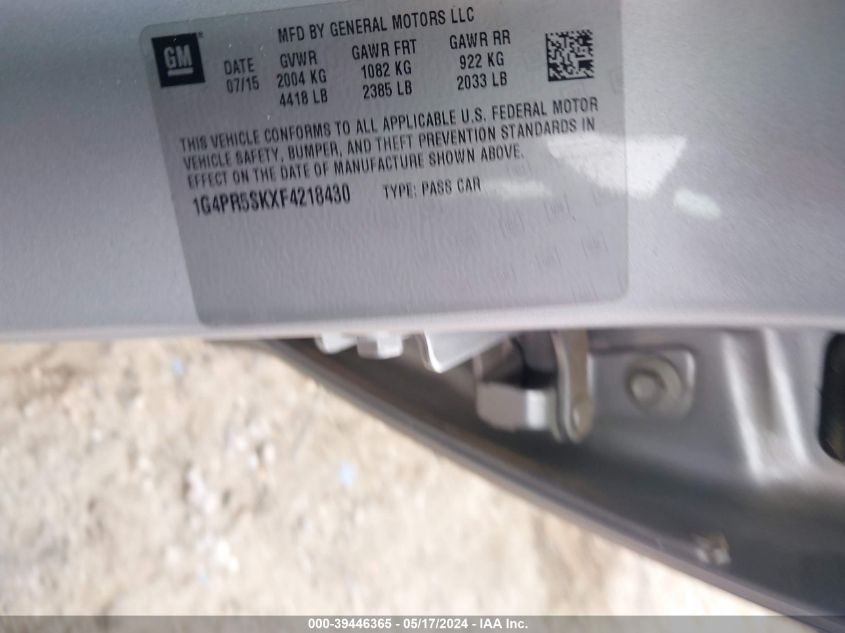 MFD BY GENERAL MOTORS LLC
GM
DATE GVWR GAWR FRT GAWR RR
07/15 2004 KG 1082 KG 922 KG
4418 LB 2385 LB 2033 LB
THIS VEHICLE CONFORMS TO ALL APPLICABLE U.S. FEDERAL MOTOR
VEHICLE SAFETY, BUMPER, AND THEFT PREVENTION STANDARDS IN
EFFECT ON THE DATE OF MANUFACTURE SHOWN ABOVE.
1G4PR5SKXF4218430 TYPE: PASS CAR
000-39446365 - 05/17/2024 - IAA Inc.